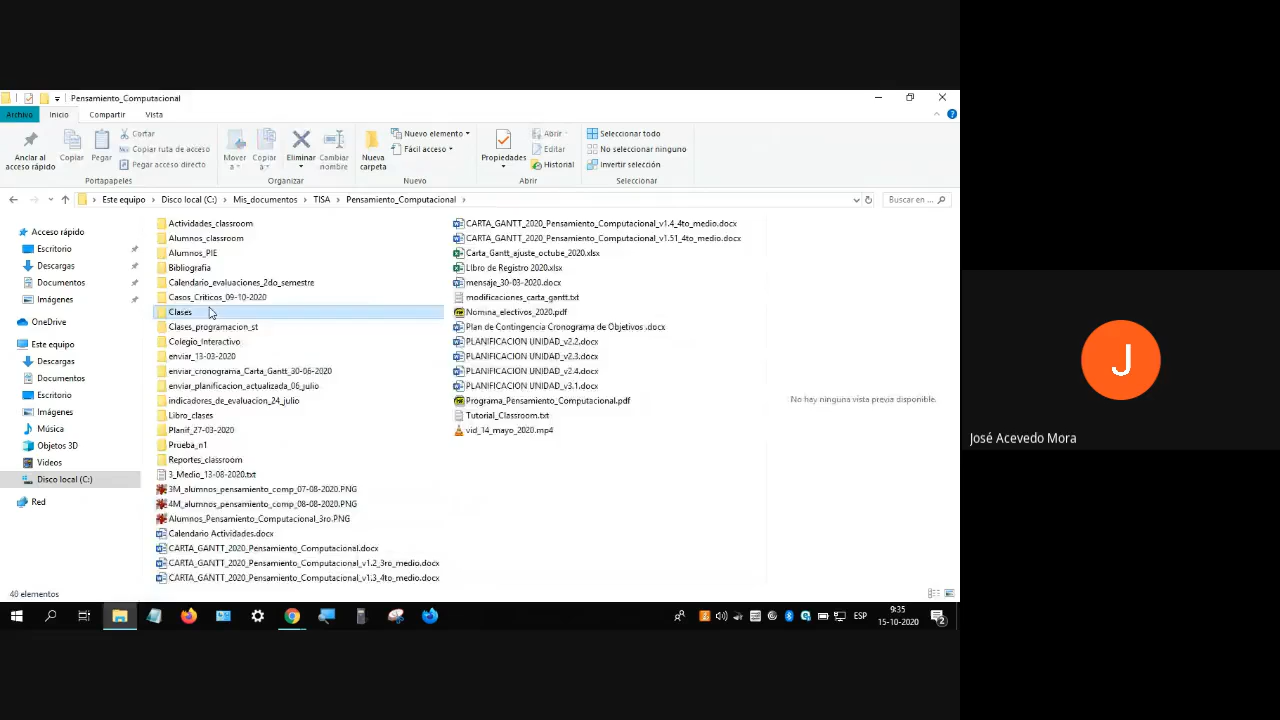 Pensamiento_Computacional
Archivo Inicio Compartir Vista
Anclar al acceso rápido
Copiar
Pegar
Cortar
Copiar ruta de acceso
Pegar acceso directo
Portapapeles
Mover a
Copiar a
Eliminar
Cambiar nombre
Organizar
Nueva carpeta
Nuevo elemento
Fácil acceso
Nuevo
Propiedades
Abrir
Editar
Historial
Abrir
Seleccionar todo
No seleccionar ninguno
Invertir selección
Seleccionar
Este equipo > Disco local (C:) > Mis_documentos > TISA > Pensamiento_Computacional >
Buscar en ...
Acceso rápido
Escritorio
Descargas
Documentos
Imágenes
OneDrive
Este equipo
Descargas
Documentos
Escritorio
Imágenes
Música
Objetos 3D
Videos
Disco local (C:)
Red
Actividades_classroom
Alumnos_classroom
Alumnos_PIE
Bibliografia
Calendario_evaluaciones_2do_semestre
Casos_Criticos_09-10-2020
Clases
Clases_programacion_st
Colegio_Interactivo
enviar_13-03-2020
enviar_cronograma_Carta_Gantt_30-06-2020
enviar_planificacion_actualizada_06_julio
indicadores_de_evaluacion_24_julio
Libro_clases
Planif_27-03-2020
Prueba_n1
Reportes_classroom
3_Medio_13-08-2020.txt
3M_alumnos_pensamiento_comp_07-08-2020.PNG
4M_alumnos_pensamiento_comp_08-08-2020.PNG
Alumnos_Pensamiento_Computacional_3ro.PNG
Calendario Actividades.docx
CARTA_GANTT_2020_Pensamiento_Computacional.docx
CARTA_GANTT_2020_Pensamiento_Computacional_v1.2_3ro_medio.docx
CARTA_GANTT_2020_Pensamiento_Computacional_v1.3_4to_medio.docx
CARTA_GANTT_2020_Pensamiento_Computacional_v1.4_4to_medio.docx
CARTA_GANTT_2020_Pensamiento_Computacional_v1.51_4to_medio.docx
Carta_Gantt_ajuste_octube_2020.xlsx
LIbro de Registro 2020.xlsx
mensaje_30-03-2020.docx
modificaciones_carta_gantt.txt
Nomina_electivos_2020.pdf
Plan de Contingencia Cronograma de Objetivos .docx
PLANIFICACION UNIDAD_v2.2.docx
PLANIFICACION UNIDAD_v2.3.docx
PLANIFICACION UNIDAD_v2.4.docx
PLANIFICACION UNIDAD_v3.1.docx
Programa_Pensamiento_Computacional.pdf
Tutorial_Classroom.txt
vid_14_mayo_2020.mp4
No hay ninguna vista previa disponible.
40 elementos
ESP
9:35
15-10-2020
2
J
José Acevedo Mora